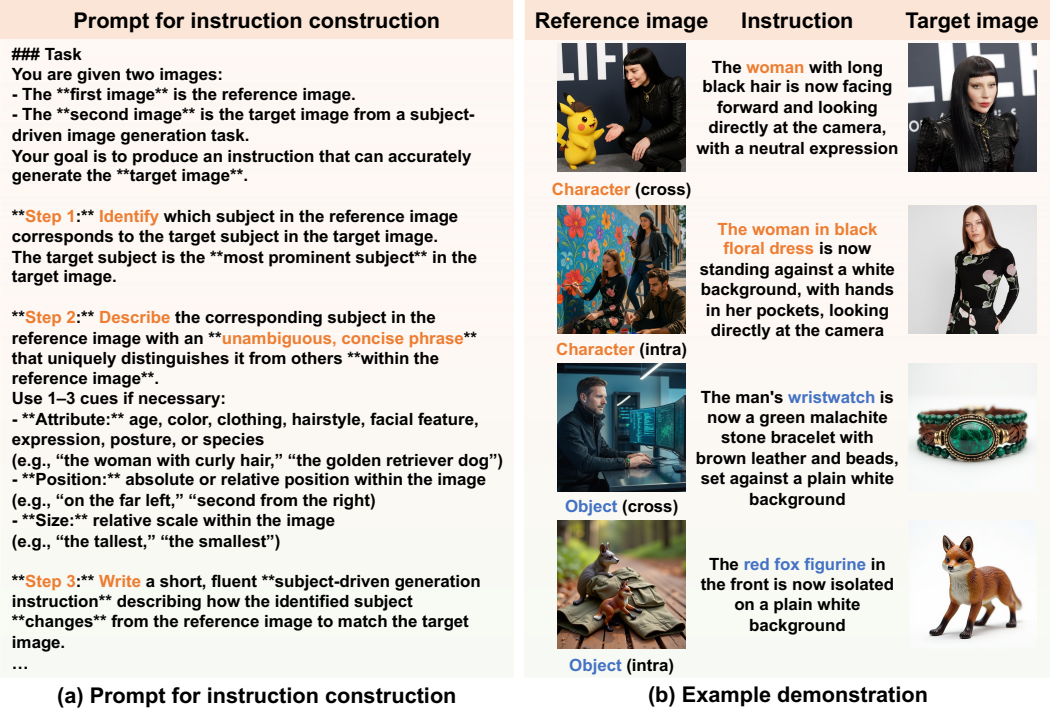 Prompt for instruction construction
### Task
You are given two images:
- The **first image** is the reference image.
- The **second image** is the target image from a subject-
driven image generation task.
Your goal is to produce an instruction that can accurately
generate the **target image**.
**Step 1:** Identify which subject in the reference image
corresponds to the target subject in the target image.
The target subject is the **most prominent subject** in the
target image.
**Step 2:** Describe the corresponding subject in the
reference image with an **unambiguous, concise phrase**
that uniquely distinguishes it from others **within the
reference image**.
Use 1–3 cues if necessary:
- **Attribute:** age, color, clothing, hairstyle, facial feature,
expression, posture, or species
(e.g., “the woman with curly hair,” “the golden retriever dog”)
- **Position:** absolute or relative position within the image
(e.g., “on the far left,” “second from the right)
- **Size:** relative scale within the image
(e.g., “the tallest,” “the smallest”)
**Step 3:** Write a short, fluent **subject-driven generation
instruction** describing how the identified subject
**changes** from the reference image to match the target
image.
...
(a) Prompt for instruction construction
Reference image
Instruction
Target image
LIF
The woman with long
black hair is now facing
forward and looking
directly at the camera,
with a neutral expression
Character (cross)
The woman in black
floral dress is now
standing against a white
background, with hands
in her pockets, looking
directly at the camera
Character (intra)
The man's wristwatch is
now a green malachite
stone bracelet with
brown leather and beads,
set against a plain white
background
Object (cross)
The red fox figurine in
the front is now isolated
on a plain white
background
Object (intra)
(b) Example demonstration